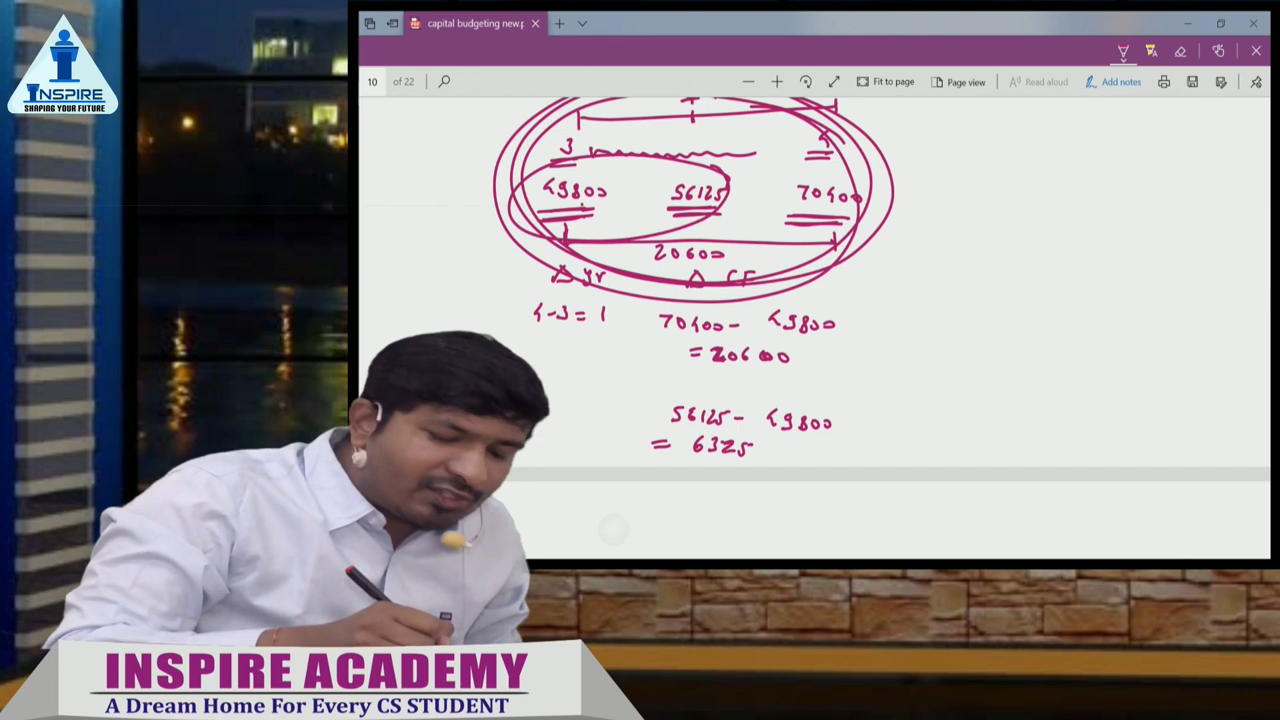 INSPIRE
SHAPING YOUR FUTURE
capital budgeting new.p
10 of 22
Fit to page
Page view
Read aloud
Add notes
3 4
49800 56125 70400
20600
Δ yr Δ CF
4-3 = 1 70400 - 49800
= 20600
56125 - 49800
= 6325
INSPIRE ACADEMY
A Dream Home For Every CS STUDENT